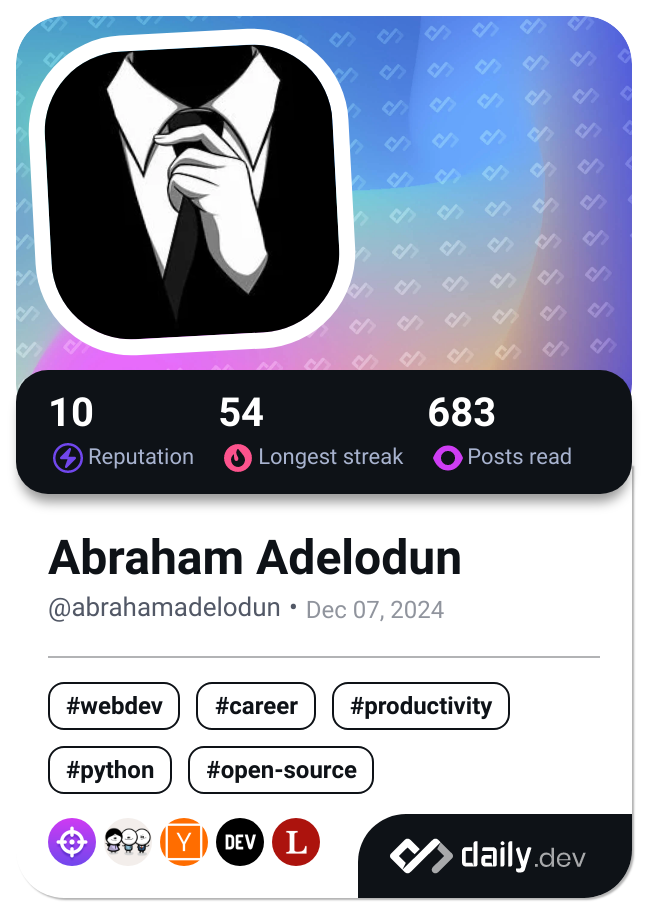 10 54 683
Reputation Longest streak Posts read
Abraham Adelodun
@abrahamadelodun • Dec 07, 2024
#webdev #career #productivity
#python #open-source
Y DEV L
daily.dev